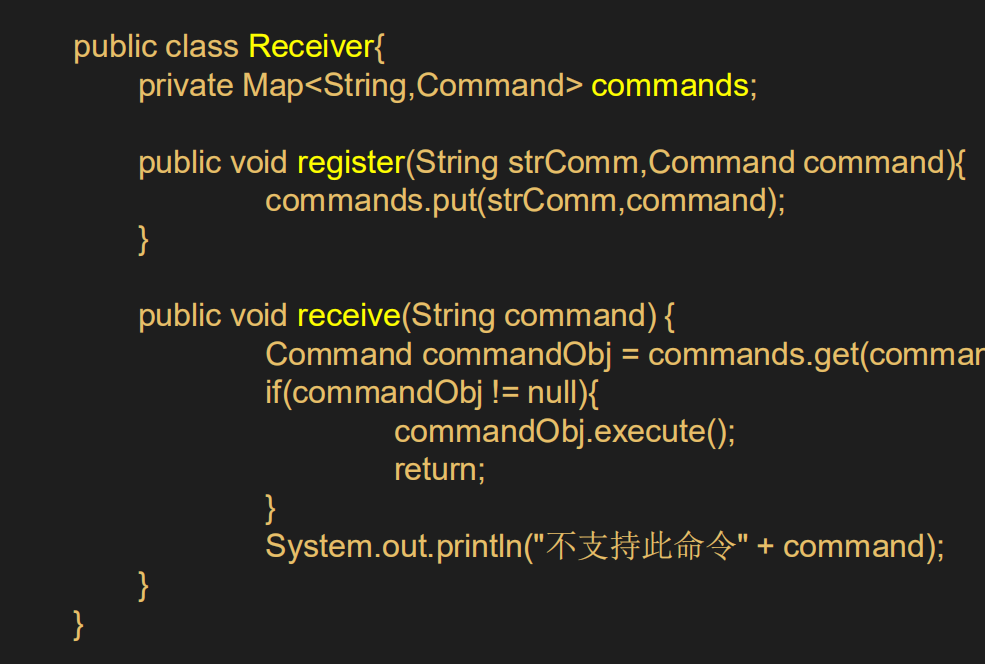 public class Receiver{
private Map<String,Command> commands;
public void register(String strComm,Command command){
commands.put(strComm,command);
}
public void receive(String command) {
Command commandObj = commands.get(comman
if(commandObj != null){
commandObj.execute();
return;
}
System.out.println("不支持此命令" + command);
}
}